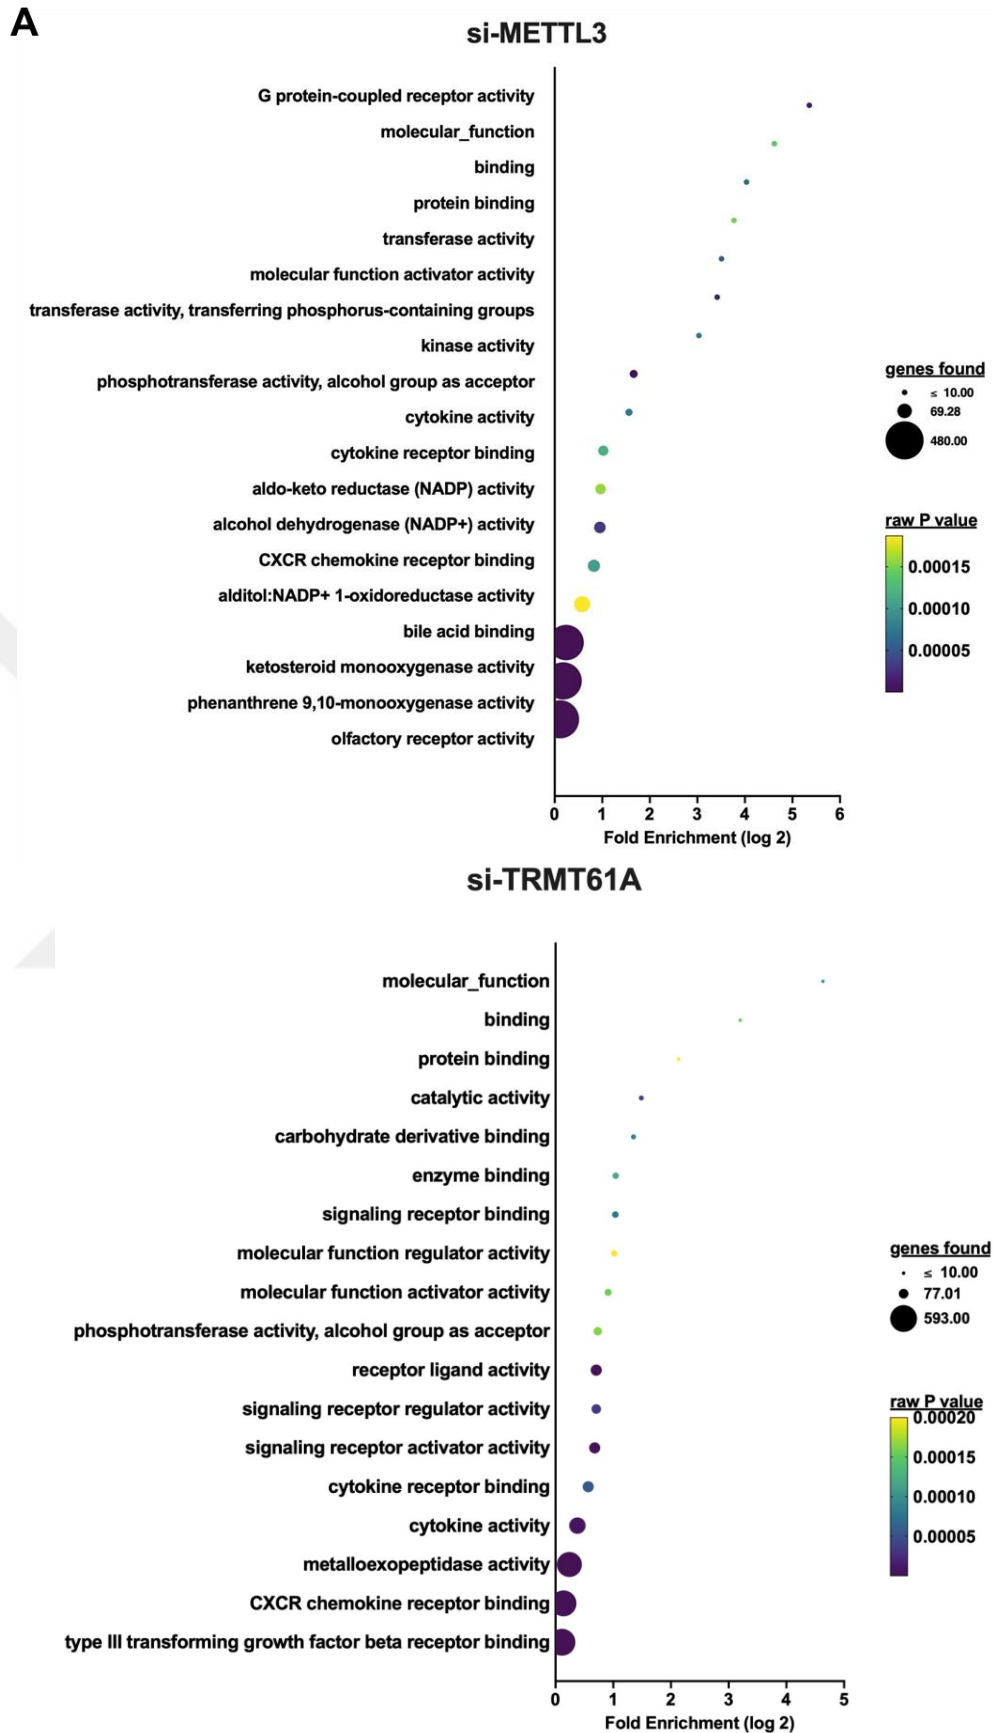 A
si-METTL3
G protein-coupled receptor activity
molecular_function
binding
protein binding
transferase activity
molecular function activator activity
transferase activity, transferring phosphorus-containing groups
kinase activity
phosphotransferase activity, alcohol group as acceptor
cytokine activity
cytokine receptor binding
aldo-keto reductase (NADP) activity
alcohol dehydrogenase (NADP+) activity
CXCR chemokine receptor binding
alditol:NADP+ 1-oxidoreductase activity
bile acid binding
ketosteroid monooxygenase activity
phenanthrene 9,10-monooxygenase activity
olfactory receptor activity
0 1 2 3 4 5 6
Fold Enrichment (log 2)
genes found
≤ 10.00
69.28
480.00
raw P value
0.00015
0.00010
0.00005
si-TRMT61A
molecular_function
binding
protein binding
catalytic activity
carbohydrate derivative binding
enzyme binding
signaling receptor binding
molecular function regulator activity
molecular function activator activity
phosphotransferase activity, alcohol group as acceptor
receptor ligand activity
signaling receptor regulator activity
signaling receptor activator activity
cytokine receptor binding
cytokine activity
metalloexopeptidase activity
CXCR chemokine receptor binding
type III transforming growth factor beta receptor binding
0 1 2 3 4 5
Fold Enrichment (log 2)
genes found
≤ 10.00
77.01
593.00
raw P value
0.00020
0.00015
0.00010
0.00005